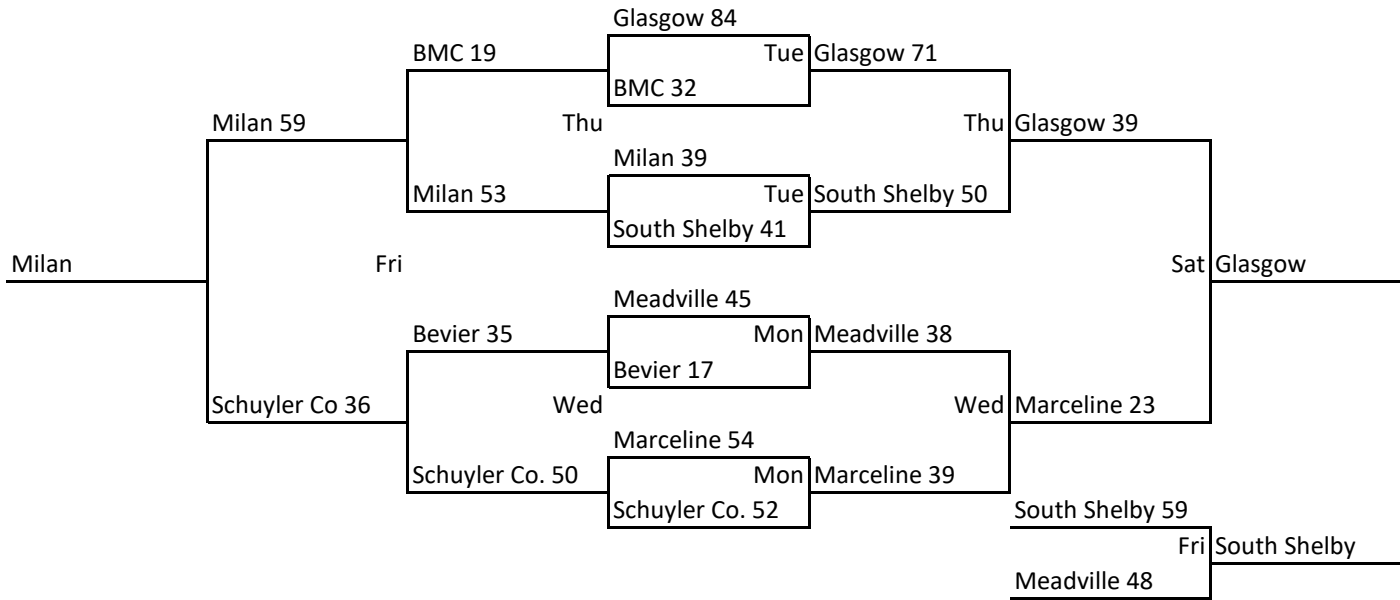 Glasgow 84
BMC 19
Tue Glasgow 71
BMC 32
Milan 59
Thu
Thu Glasgow 39
Milan 39
Milan 53
Tue South Shelby 50
South Shelby 41
Milan
Fri
Sat Glasgow
Meadville 45
Bevier 35
Mon Meadville 38
Bevier 17
Schuyler Co 36
Wed
Wed Marceline 23
Marceline 54
Schuyler Co. 50
Mon Marceline 39
Schuyler Co. 52
South Shelby 59
Fri South Shelby
Meadville 48